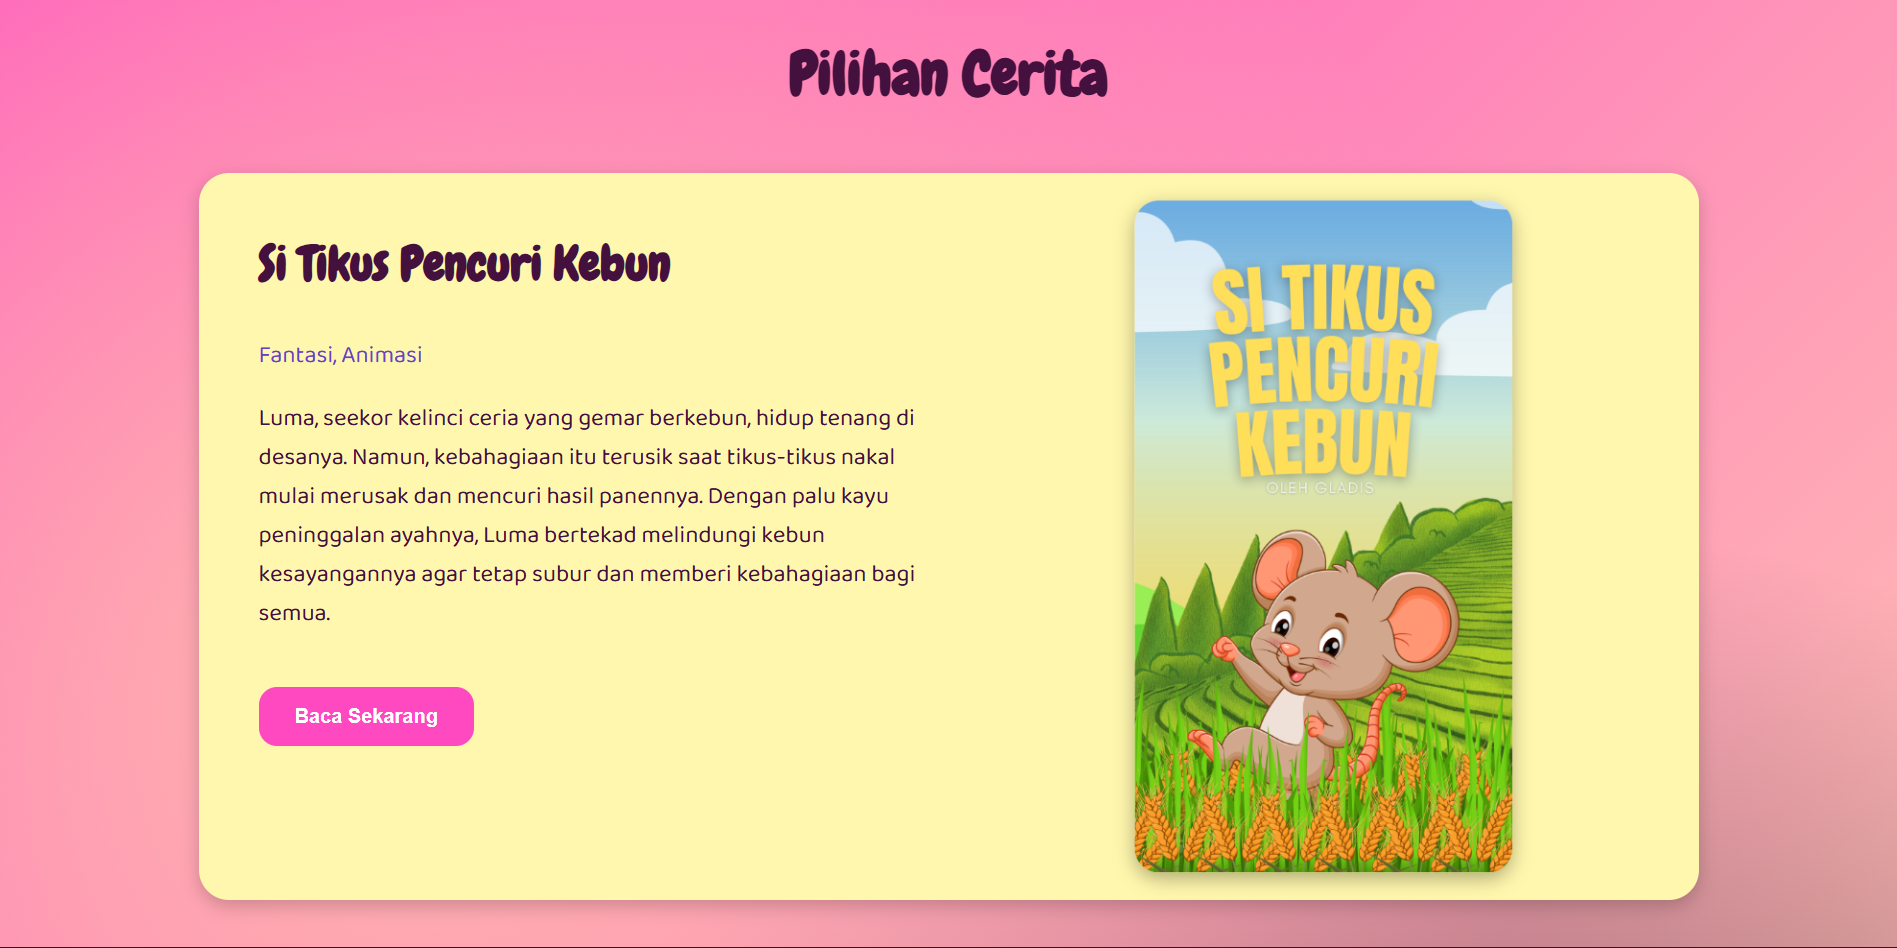 Pilihan Cerita
Si Tikus Pencuri Kebun
Fantasi, Animasi
Luma, seekor kelinci ceria yang gemar berkebun, hidup tenang di
desanya. Namun, kebahagiaan itu terusik saat tikus-tikus nakal
mulai merusak dan mencuri hasil panennya. Dengan palu kayu
peninggalan ayahnya, Luma bertekad melindungi kebun
kesayangannya agar tetap subur dan memberi kebahagiaan bagi
semua.
Baca Sekarang
SI TIKUS
PENCURI
KEBUN
OLEH GLADIS